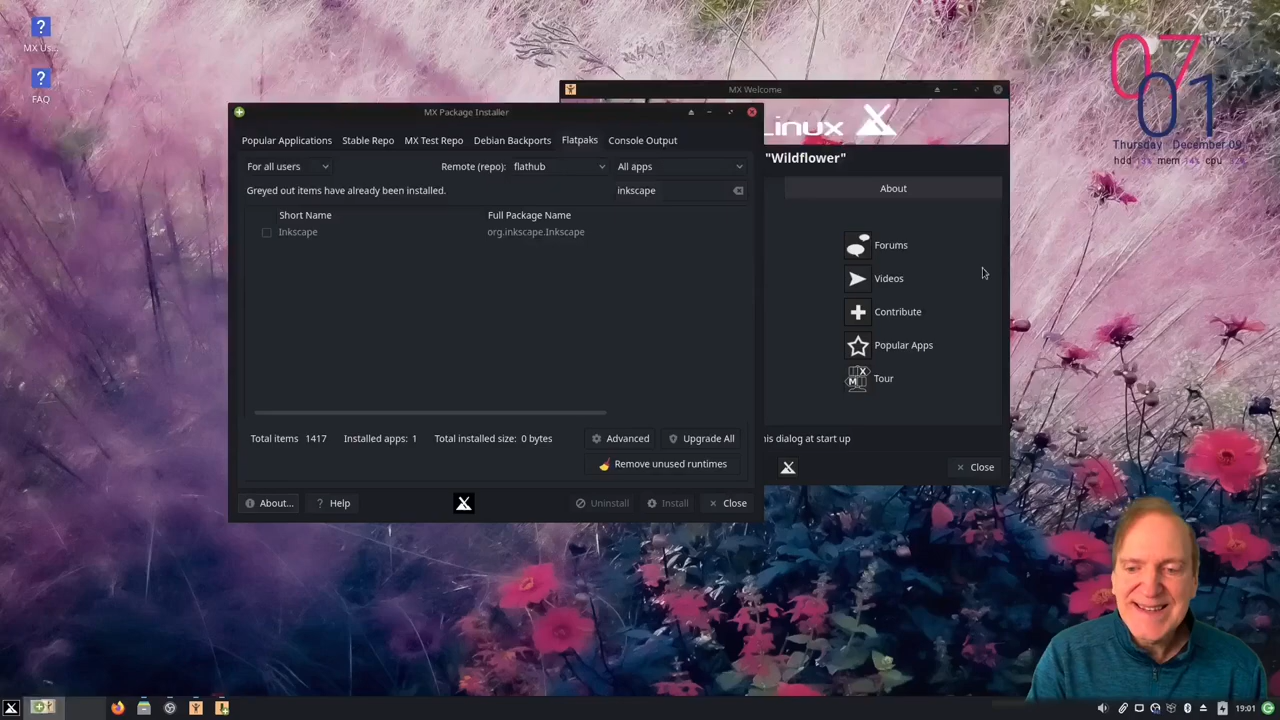 MX Us...
FAQ
07
01
Thursday December 09
hdd mem cpu
MX Welcome
Linux
"Wildflower"
About
Forums
Videos
Contribute
Popular Apps
Tour
his dialog at start up
Close
MX Package Installer
Popular Applications Stable Repo MX Test Repo Debian Backports Flatpaks Console Output
For all users Remote (repo): flathub All apps
Greyed out items have already been installed. inkscape
Short Name Full Package Name
Inkscape org.inkscape.Inkscape
Total items 1417 Installed apps: 1 Total installed size: 0 bytes Advanced Upgrade All
Remove unused runtimes
About... Help Uninstall Install Close
19:01